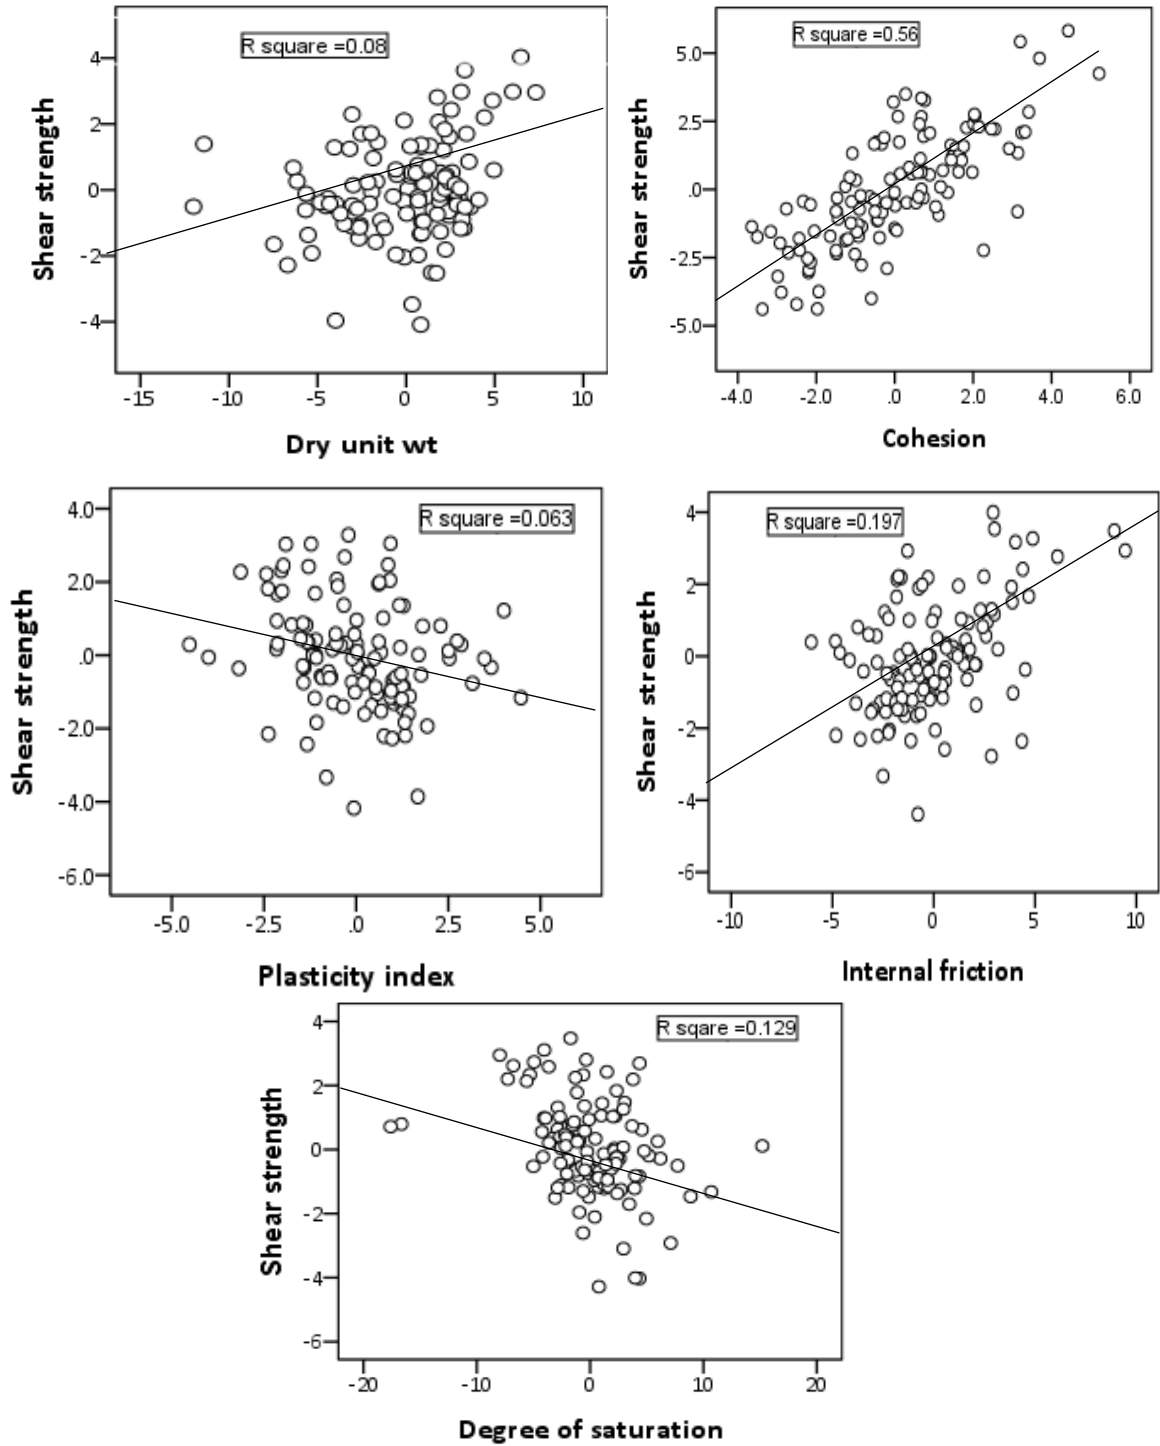 R square =0.08
4
2
0
-2
-4
Shear strength
-15 -10 -5 0 5 10
Dry unit wt
R square =0.56
5.0
2.5
.0
-2.5
-5.0
Shear strength
-4.0 -2.0 .0 2.0 4.0 6.0
Cohesion
R square =0.063
4.0
2.0
.0
-2.0
-4.0
-6.0
Shear strength
-5.0 -2.5 .0 2.5 5.0
Plasticity index
R square =0.197
4
2
0
-2
-4
-6
Shear strength
-10 -5 0 5 10
Internal friction
R sqare =0.129
4
2
0
-2
-4
-6
Shear strength
-20 -10 0 10 20
Degree of saturation